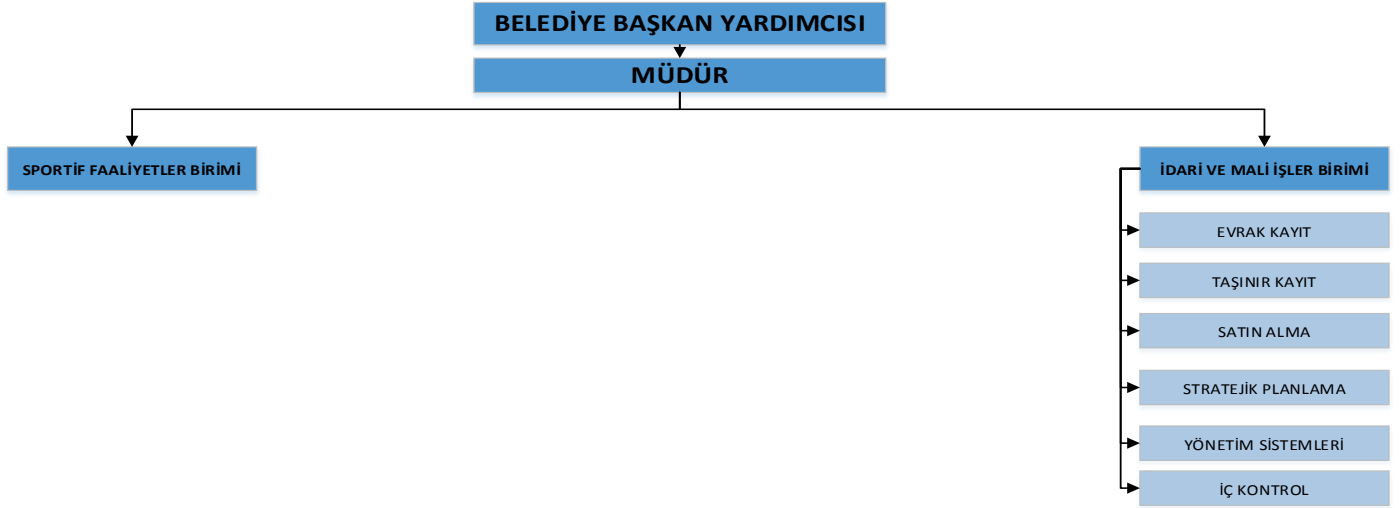 BELEDİYE BAŞKAN YARDIMCISI
MÜDÜR
SPORTİF FAALİYETLER BİRİMİ
İDARİ VE MALİ İŞLER BİRİMİ
EVRAK KAYIT
TAŞINIR KAYIT
SATIN ALMA
STRATEJİK PLANLAMA
YÖNETİM SİSTEMLERİ
İÇ KONTROL